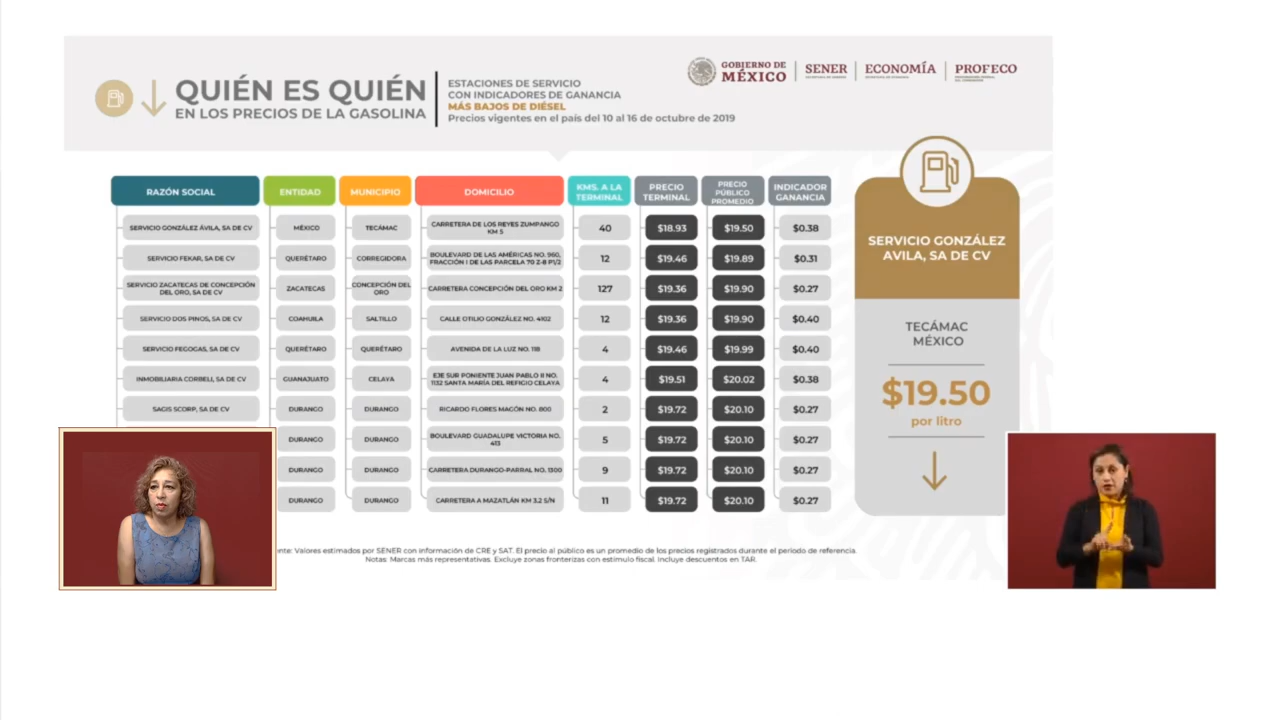 QUIÉN ES QUIÉN
EN LOS PRECIOS DE LA GASOLINA
ESTACIONES DE SERVICIO
CON INDICADORES DE GANANCIA
MÁS BAJOS DE DIÉSEL
Precios vigentes en el país del 10 al 16 de octubre de 2019
GOBIERNO DE
MÉXICO
SENER
ECONOMÍA
PROFECO
RAZÓN SOCIAL ENTIDAD MUNICIPIO DOMICILIO KMS. A LA TERMINAL PRECIO TERMINAL PRECIO PÚBLICO PROMEDIO INDICADOR GANANCIA
SERVICIO GONZÁLEZ ÁVILA, SA DE CV MÉXICO TECÁMAC CARRETERA DE LOS REYES ZUMPANGO KM 5 40 $18.93 $19.50 $0.38
SERVICIO FEKAR, SA DE CV QUERÉTARO CORREGIDORA BOULEVARD DE LAS AMÉRICAS NO. 960, FRACCIÓN I DE LAS PARCELA 70 Z-8 P1/2 12 $19.46 $19.89 $0.31
SERVICIO ZACATECAS DE CONCEPCIÓN DEL ORO, SA DE CV ZACATECAS CONCEPCIÓN DEL ORO CARRETERA CONCEPCIÓN DEL ORO KM 2 127 $19.36 $19.90 $0.27
SERVICIO DOS PINOS, SA DE CV COAHUILA SALTILLO CALLE OTILIO GONZÁLEZ NO. 4102 12 $19.36 $19.90 $0.40
SERVICIO FEGOGAS, SA DE CV QUERÉTARO QUERÉTARO AVENIDA DE LA LUZ NO. 118 4 $19.46 $19.99 $0.40
INMOBILIARIA CORBELI, SA DE CV GUANAJUATO CELAYA EJE SUR PONIENTE JUAN PABLO II NO. 1132 SANTA MARÍA DEL REFIGIO CELAYA 4 $19.51 $20.02 $0.38
SAGIS SCORP, SA DE CV DURANGO DURANGO RICARDO FLORES MAGÓN NO. 800 2 $19.72 $20.10 $0.27
DURANGO DURANGO BOULEVARD GUADALUPE VICTORIA NO. 413 5 $19.72 $20.10 $0.27
DURANGO DURANGO CARRETERA DURANGO-PARRAL NO. 1300 9 $19.72 $20.10 $0.27
DURANGO DURANGO CARRETERA A MAZATLÁN KM 3.2 S/N 11 $19.72 $20.10 $0.27
SERVICIO GONZÁLEZ
AVILA, SA DE CV
TECÁMAC
MÉXICO
$19.50
por litro
nte: Valores estimados por SENER con información de CRE y SAT. El precio al público es un promedio de los precios registrados durante el periodo de referencia.
Notas: Marcas más representativas. Excluye zonas fronterizas con estímulo fiscal. Incluye descuentos en TAR.